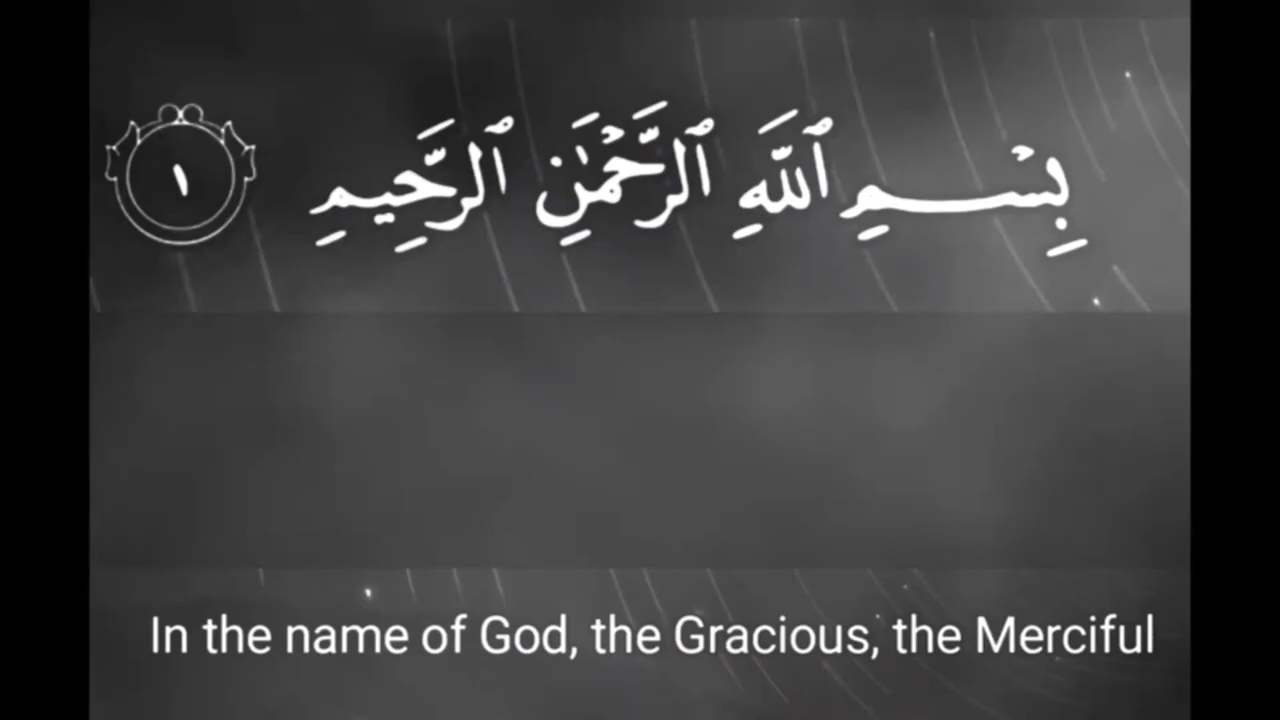 بِسْمِ ٱللَّهِ ٱلرَّحْمَٰنِ ٱلرَّحِيمِ ١
In the name of God, the Gracious, the Merciful